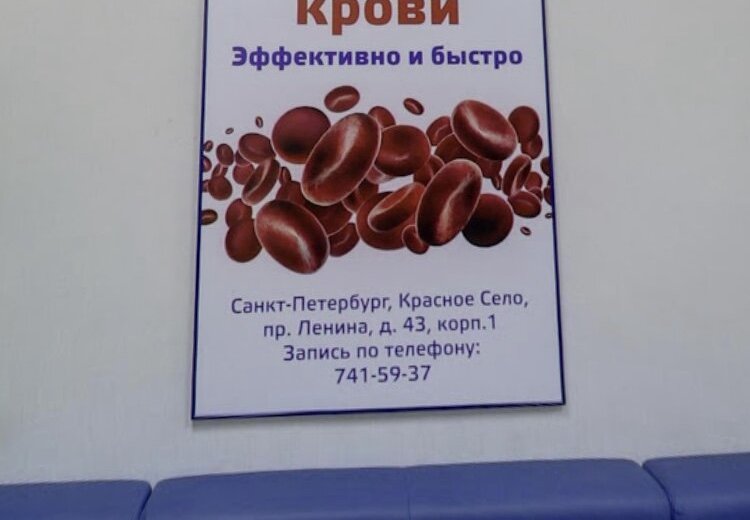 крови
Эффективно и быстро
Санкт-Петербург, Красное Село,
пр. Ленина, д. 43, корп.1
Запись по телефону:
741-59-37